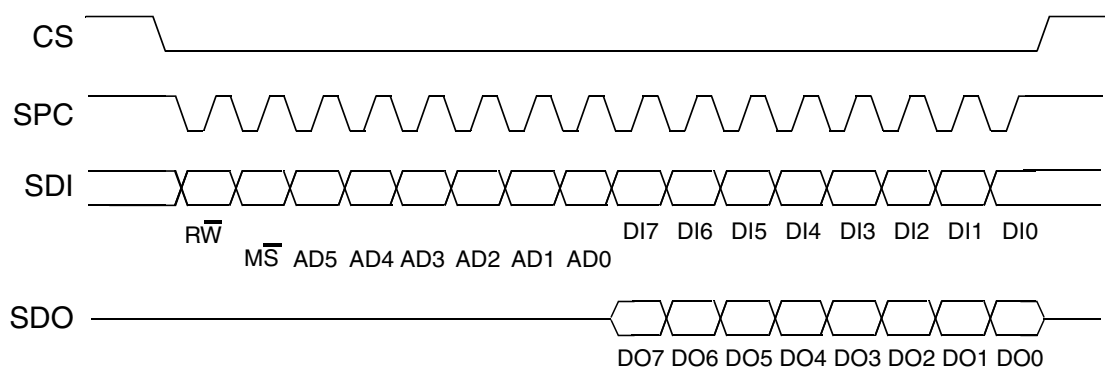 CS
SPC
SDI
RW̅
DI7 DI6 DI5 DI4 DI3 DI2 DI1 DI0
MS̅ AD5 AD4 AD3 AD2 AD1 AD0
SDO
DO7 DO6 DO5 DO4 DO3 DO2 DO1 DO0